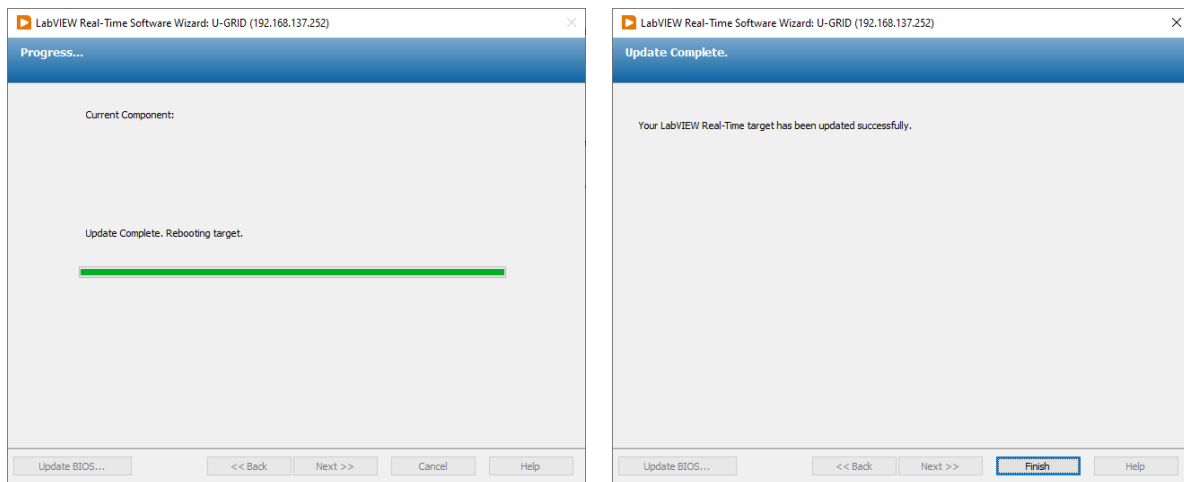 LabVIEW Real-Time Software Wizard: U-GRID (192.168.137.252)
Progress...
Current Component:
Update Complete. Rebooting target.
Update BIOS...
<< Back
Next >>
Cancel
Help
LabVIEW Real-Time Software Wizard: U-GRID (192.168.137.252)
Update Complete.
Your LabVIEW Real-Time target has been updated successfully.
Update BIOS...
<< Back
Next >>
Finish
Help